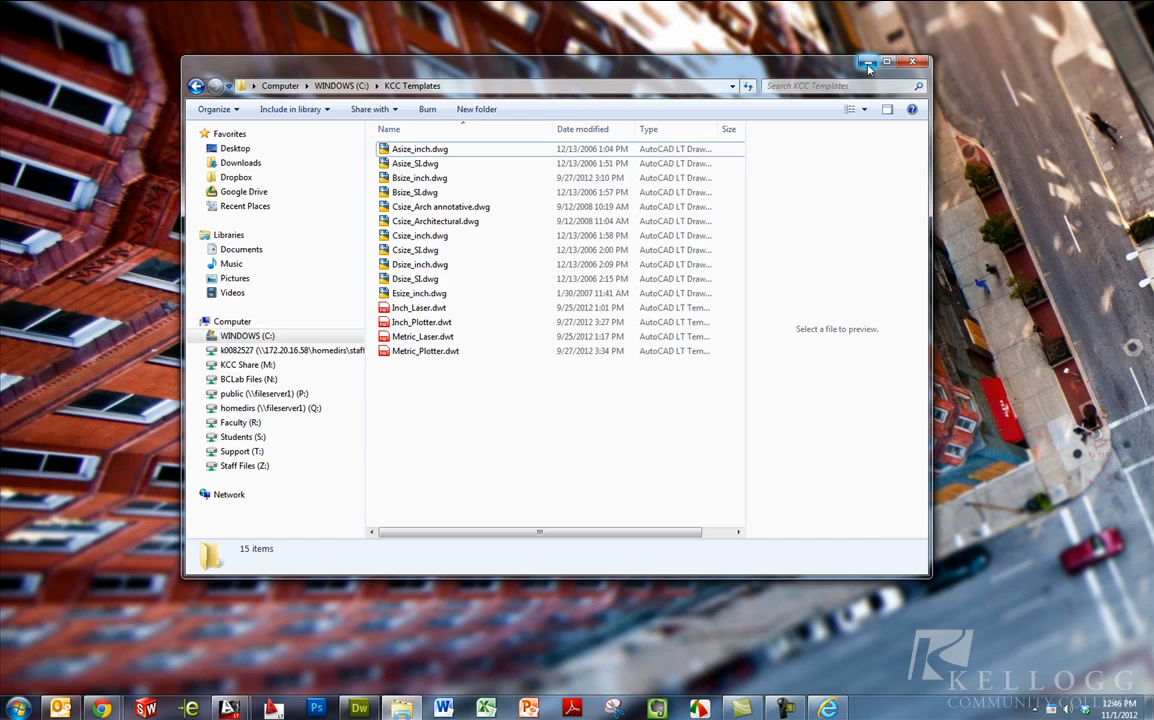 Computer ▸ WINDOWS (C:) ▸ KCC Templates
Search KCC Templates
Organize Include in library Share with Burn New folder
Name Date modified Type Size
Favorites
Desktop
Downloads
Dropbox
Google Drive
Recent Places
Libraries
Documents
Music
Pictures
Videos
Computer
WINDOWS (C:)
k0082527 (\\172.20.16.58\homedirs\staff
KCC Share (M:)
BCLab Files (N:)
public (\\fileserver1) (P:)
homedirs (\\fileserver1) (Q:)
Faculty (R:)
Students (S:)
Support (T:)
Staff Files (Z:)
Network
Asize_inch.dwg 12/13/2006 1:04 PM AutoCAD LT Draw...
Asize_SI.dwg 12/13/2006 1:51 PM AutoCAD LT Draw...
Bsize_inch.dwg 9/27/2012 3:10 PM AutoCAD LT Draw...
Bsize_SI.dwg 12/13/2006 1:57 PM AutoCAD LT Draw...
Csize_Arch annotative.dwg 9/12/2008 10:19 AM AutoCAD LT Draw...
Csize_Architectural.dwg 9/12/2008 11:04 AM AutoCAD LT Draw...
Csize_inch.dwg 12/13/2006 1:58 PM AutoCAD LT Draw...
Csize_SI.dwg 12/13/2006 2:00 PM AutoCAD LT Draw...
Dsize_inch.dwg 12/13/2006 2:09 PM AutoCAD LT Draw...
Dsize_SI.dwg 12/13/2006 2:15 PM AutoCAD LT Draw...
Esize_inch.dwg 1/30/2007 11:41 AM AutoCAD LT Draw...
Inch_Laser.dwt 9/25/2012 1:01 PM AutoCAD LT Tem...
Inch_Plotter.dwt 9/27/2012 3:27 PM AutoCAD LT Tem...
Metric_Laser.dwt 9/25/2012 1:17 PM AutoCAD LT Tem...
Metric_Plotter.dwt 9/27/2012 3:34 PM AutoCAD LT Tem...
Select a file to preview.
15 items
KELLOGG
COMMUNITY COLL
SW e Ps Dw W
12:46 PM
11/1/2012